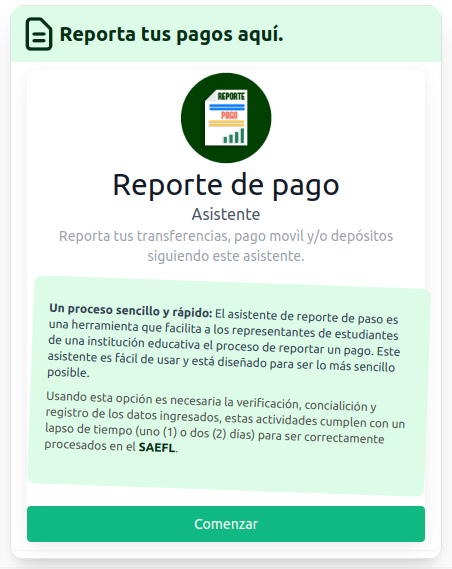 Reporta tus pagos aquí.
REPORTE
PAGO
Reporte de pago
Asistente
Reporta tus transferencias, pago movil y/o depósitos
siguiendo este asistente.
Un proceso sencillo y rápido: El asistente de reporte de paso es
una herramienta que facilita a los representantes de estudiantes
de una institución educativa el proceso de reportar un pago. Este
asistente es fácil de usar y está diseñado para ser lo más sencillo
posible.
Usando esta opción es necesaria la verificación, concialición y
registro de los datos ingresados, estas actividades cumplen con un
lapso de tiempo (uno (1) o dos (2) días) para ser correctamente
procesados en el SAEFL.
Comenzar